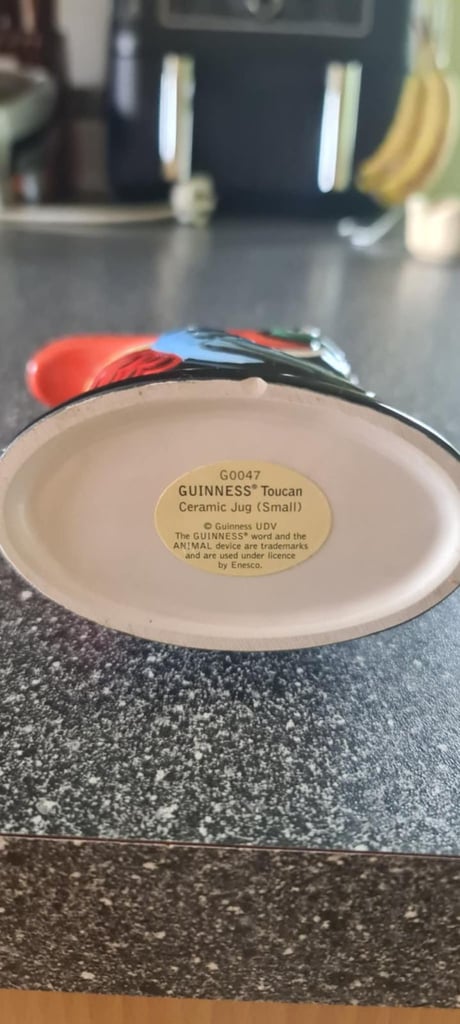 G0047
GUINNESS® Toucan
Ceramic Jug (Small)
© Guinness UDV
The GUINNESS® word and the
ANIMAL device are trademarks
and are used under licence
by Enesco.